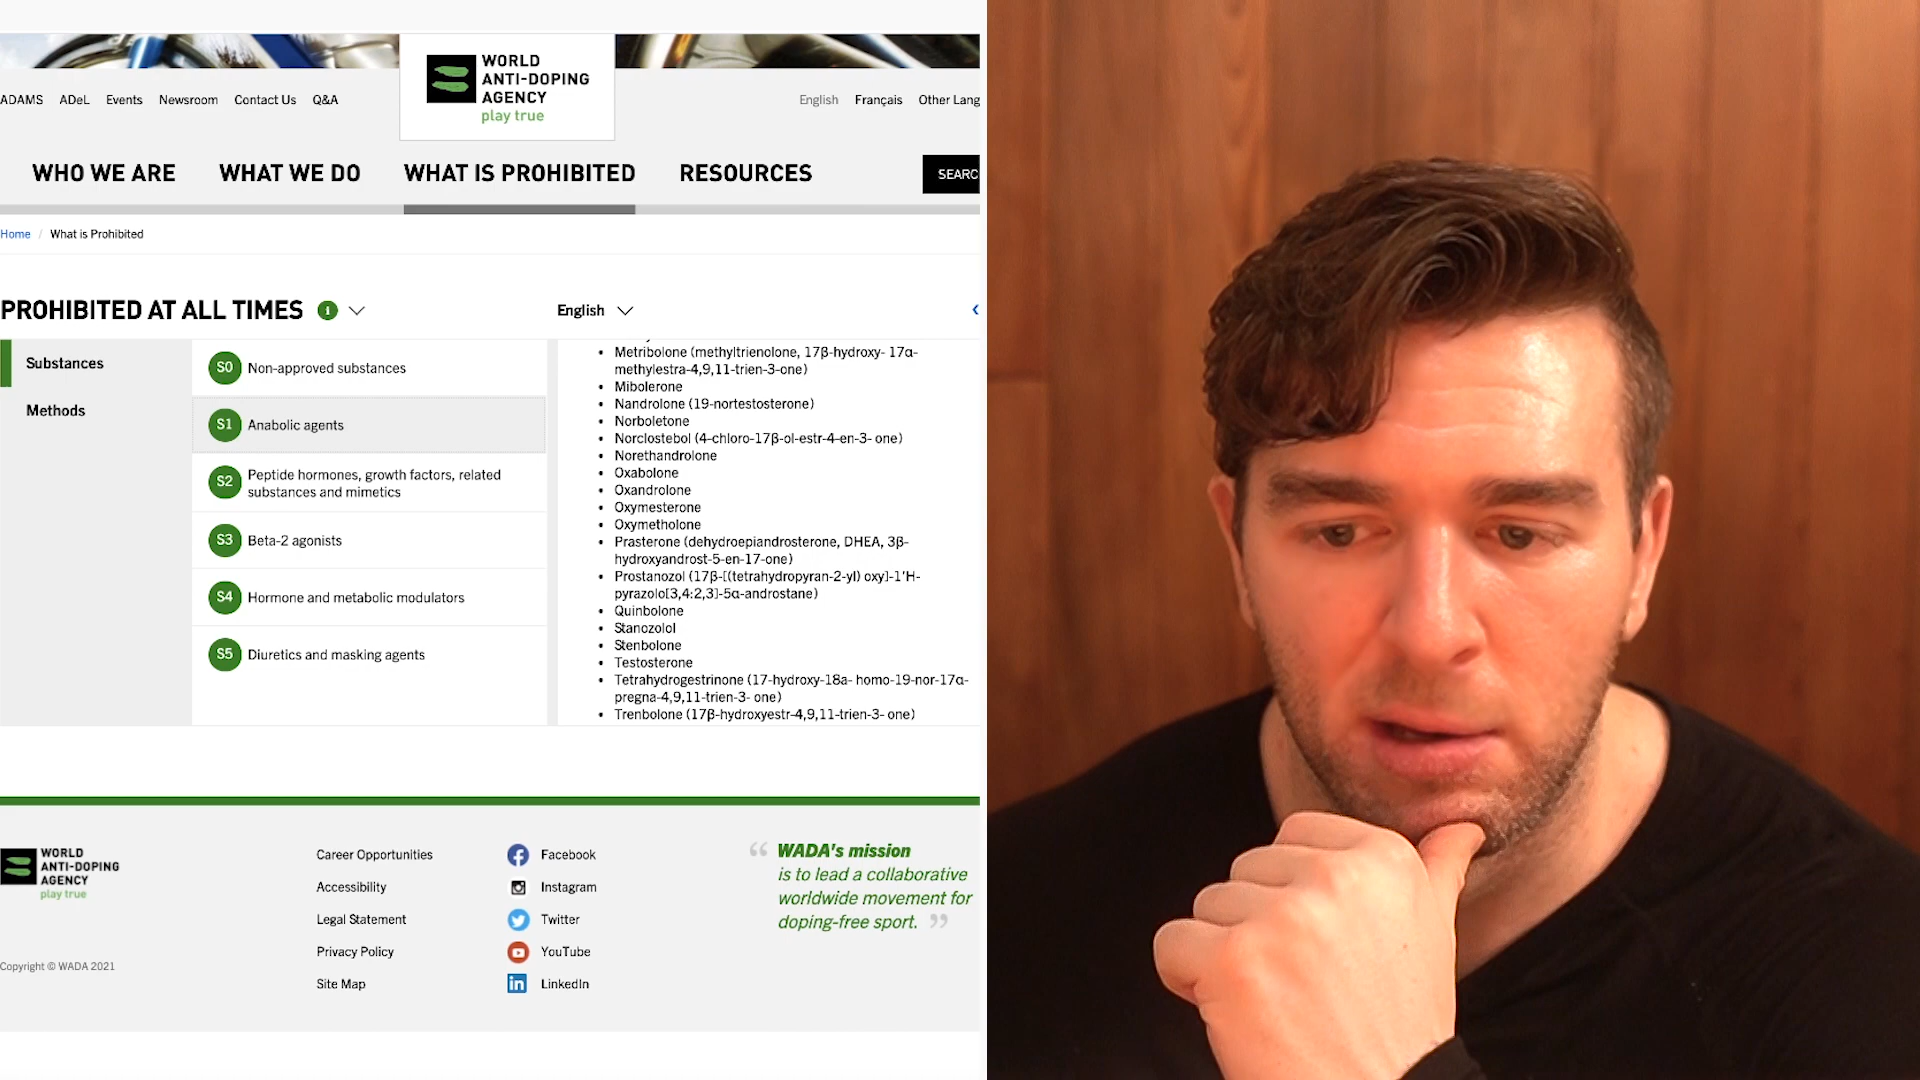 WORLD
ANTI-DOPING
AGENCY
play true
ADAMS ADeL Events Newsroom Contact Us Q&A
English Français Other Lang
WHO WE ARE WHAT WE DO WHAT IS PROHIBITED RESOURCES
SEARC
Home / What is Prohibited
PROHIBITED AT ALL TIMES i
English
Substances
Methods
S0 Non-approved substances
S1 Anabolic agents
S2 Peptide hormones, growth factors, related
substances and mimetics
S3 Beta-2 agonists
S4 Hormone and metabolic modulators
S5 Diuretics and masking agents
• Metribolone (methyltrienolone, 17β-hydroxy- 17α-
methylestra-4,9,11-trien-3-one)
• Mibolerone
• Nandrolone (19-nortestosterone)
• Norboletone
• Norclostebol (4-chloro-17β-ol-estr-4-en-3- one)
• Norethandrolone
• Oxabolone
• Oxandrolone
• Oxymesterone
• Oxymetholone
• Prasterone (dehydroepiandrosterone, DHEA, 3β-
hydroxyandrost-5-en-17-one)
• Prostanozol (17β-[(tetrahydropyran-2-yl) oxy]-1'H-
pyrazolo[3,4:2,3]-5α-androstane)
• Quinbolone
• Stanozolol
• Stenbolone
• Testosterone
• Tetrahydrogestrinone (17-hydroxy-18a- homo-19-nor-17α-
pregna-4,9,11-trien-3- one)
• Trenbolone (17β-hydroxyestr-4,9,11-trien-3- one)
WORLD
ANTI-DOPING
AGENCY
play true
Copyright © WADA 2021
Career Opportunities
Accessibility
Legal Statement
Privacy Policy
Site Map
Facebook
Instagram
Twitter
YouTube
LinkedIn
“ WADA's mission
is to lead a collaborative
worldwide movement for
doping-free sport. ”